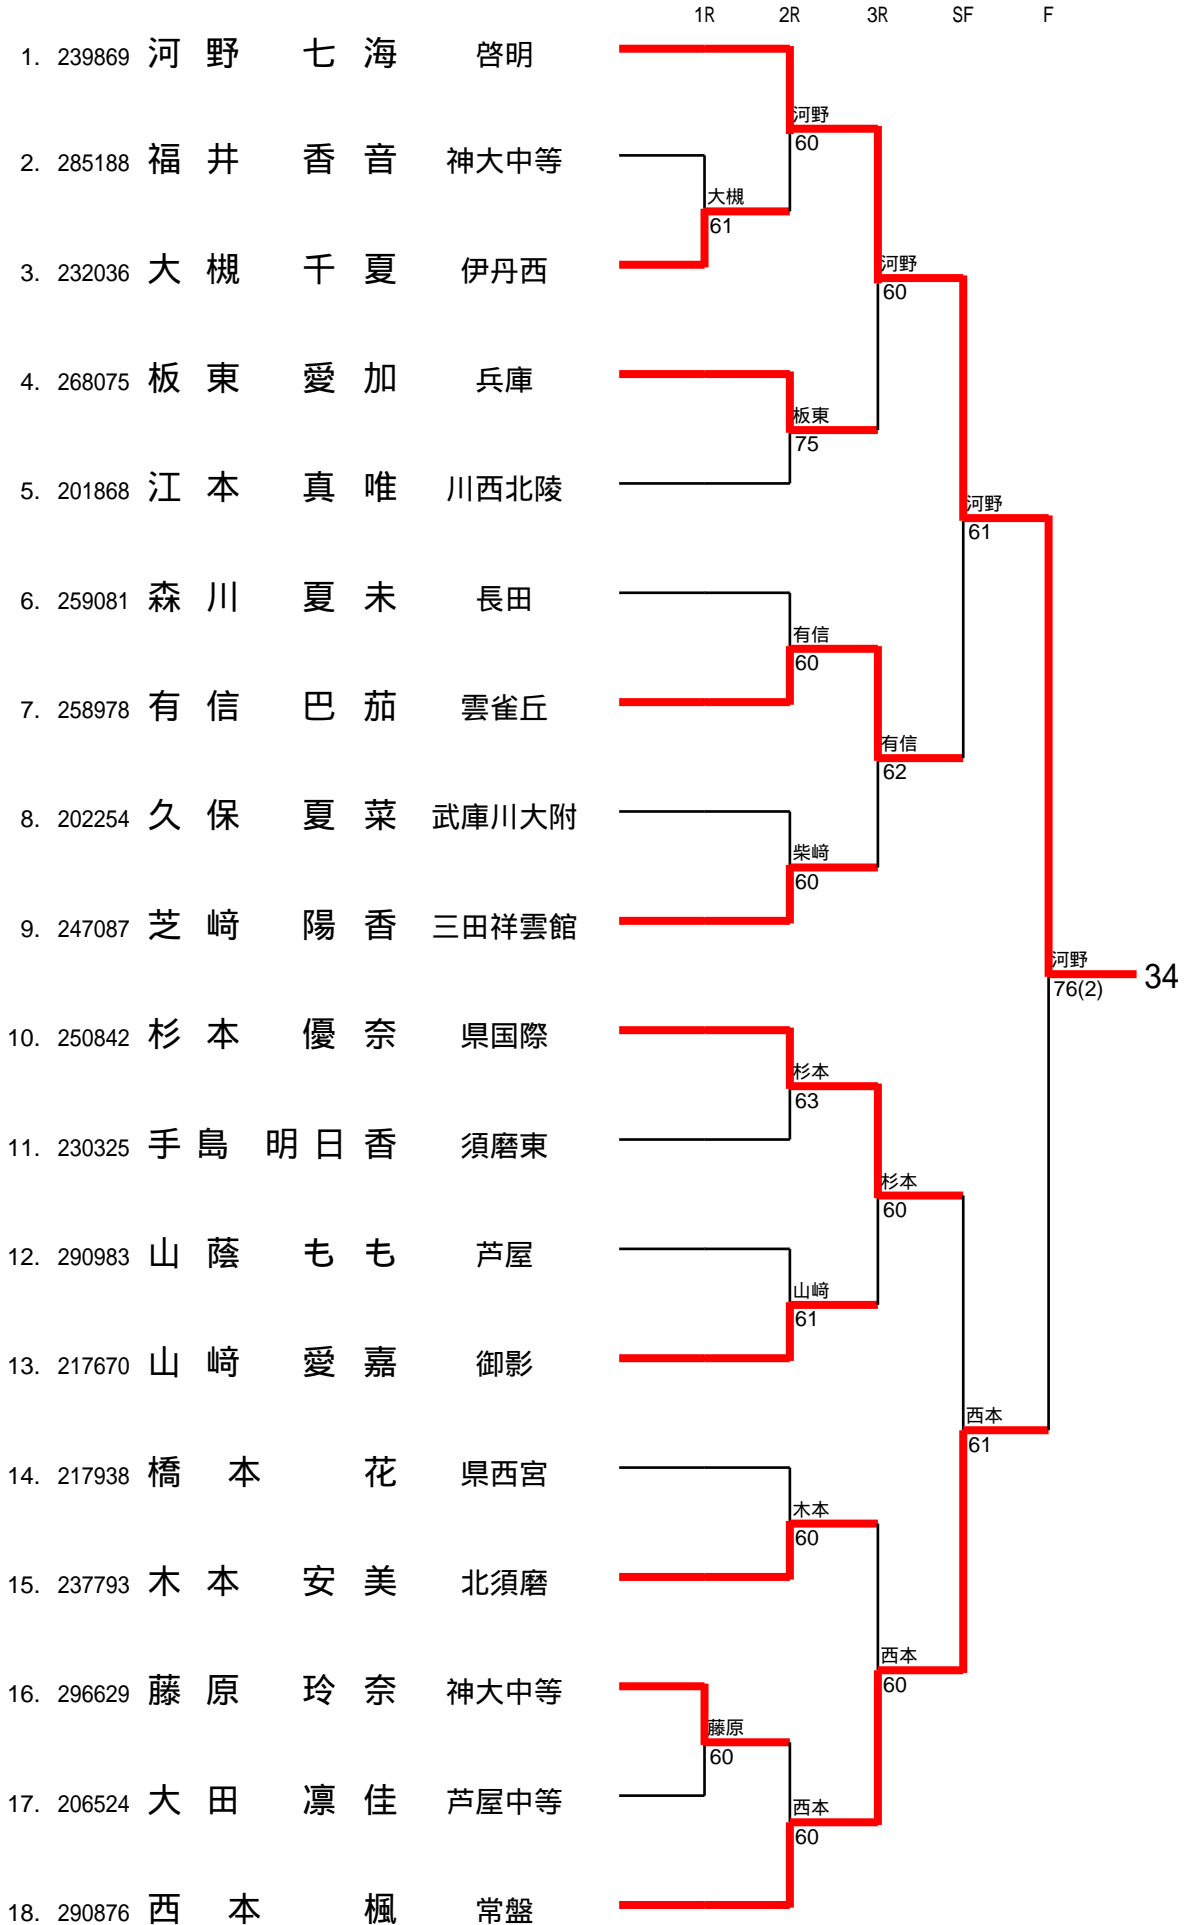 1R 2R 3R SF F
1. 239869 河野 七海 啓明
河野
60
2. 285188 福井 香音 神大中等
大槻
61
3. 232036 大槻 千夏 伊丹西
河野
60
4. 268075 板東 愛加 兵庫
板東
75
5. 201868 江本 真唯 川西北陵
河野
61
6. 259081 森川 夏未 長田
有信
60
7. 258978 有信 巴茄 雲雀丘
有信
62
8. 202254 久保 夏菜 武庫川大附
柴﨑
60
9. 247087 芝﨑 陽香 三田祥雲館
河野
76(2)
34
10. 250842 杉本 優奈 県国際
杉本
63
11. 230325 手島 明日香 須磨東
杉本
60
12. 290983 山蔭 もも 芦屋
山﨑
61
13. 217670 山﨑 愛嘉 御影
西本
61
14. 217938 橋本 花 県西宮
木本
60
15. 237793 木本 安美 北須磨
西本
60
16. 296629 藤原 玲奈 神大中等
藤原
60
17. 206524 大田 凛佳 芦屋中等
西本
60
18. 290876 西本 楓 常盤